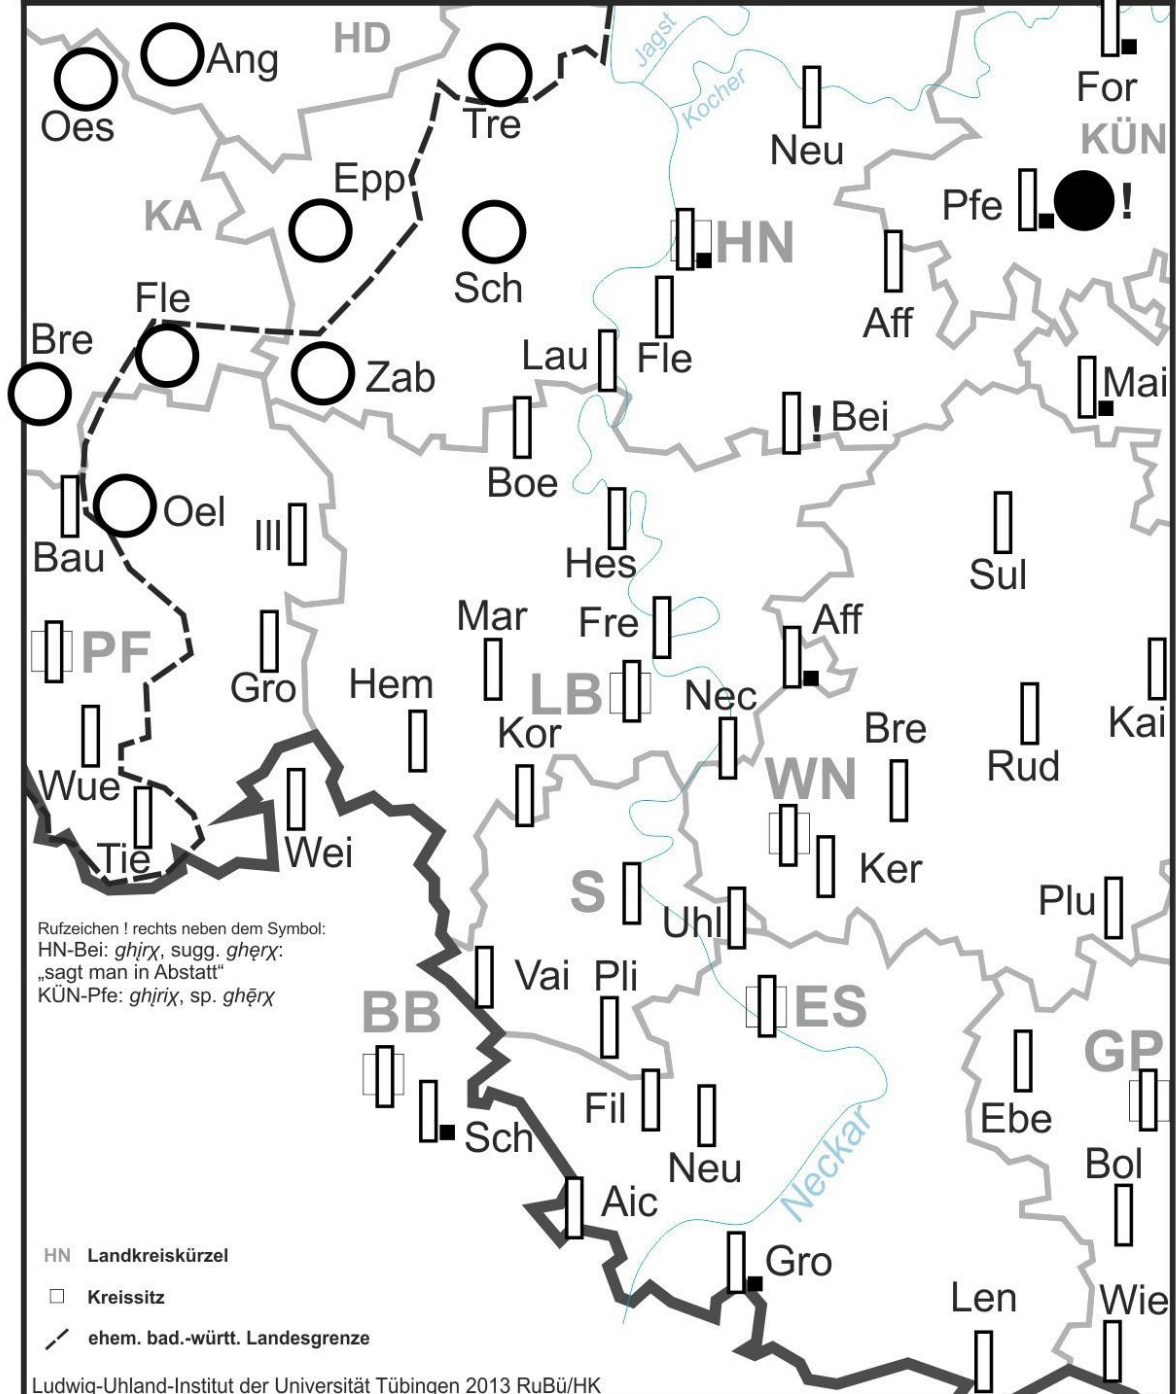 HD
Ang
Oes
Tre
Jagst
Kocher
Neu
For
KÜN
Epp
KA
Pfe
!
HN
Sch
Aff
Fle
Bre
Lau
Fle
Zab
Mai
! Bei
Boe
Oel
Ill
Bau
Hes
Sul
Mar
Fre
Aff
PF
Gro
Hem
LB
Nec
Kor
Bre
Kai
Rud
Wue
WN
Tie
Wei
Ker
S
Uhl
Plu
Rufzeichen ! rechts neben dem Symbol:
HN-Bei: ghi̩rχ, sugg. ghẹrχ:
„sagt man in Abstatt“
KÜN-Pfe: ghi̩riχ, sp. ghẹ̄rχ
Vai
Pli
BB
ES
GP
Fil
Ebe
Sch
Neu
Neckar
Bol
Aic
Gro
HN Landkreiskürzel
Kreissitz
ehem. bad.-württ. Landesgrenze
Len
Wie
Ludwig-Uhland-Institut der Universität Tübingen 2013 RuBü/HK